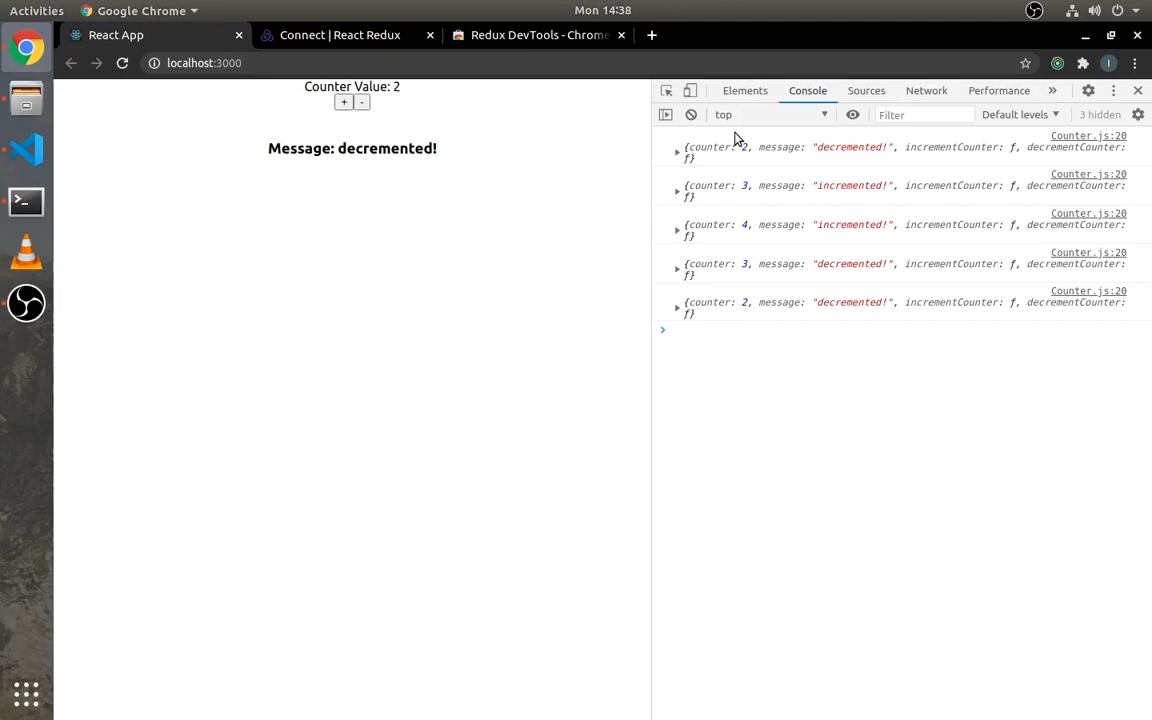 Activities Google Chrome Mon 14:38
React App Connect | React Redux Redux DevTools - Chrome
localhost:3000
Counter Value: 2
+ -
Message: decremented!
Elements Console Sources Network Performance »
top Filter Default levels 3 hidden
Counter.js:20
{counter: 2, message: "decremented!", incrementCounter: ƒ, decrementCounter:
ƒ}
Counter.js:20
{counter: 3, message: "incremented!", incrementCounter: ƒ, decrementCounter:
ƒ}
Counter.js:20
{counter: 4, message: "incremented!", incrementCounter: ƒ, decrementCounter:
ƒ}
Counter.js:20
{counter: 3, message: "decremented!", incrementCounter: ƒ, decrementCounter:
ƒ}
Counter.js:20
{counter: 2, message: "decremented!", incrementCounter: ƒ, decrementCounter:
ƒ}